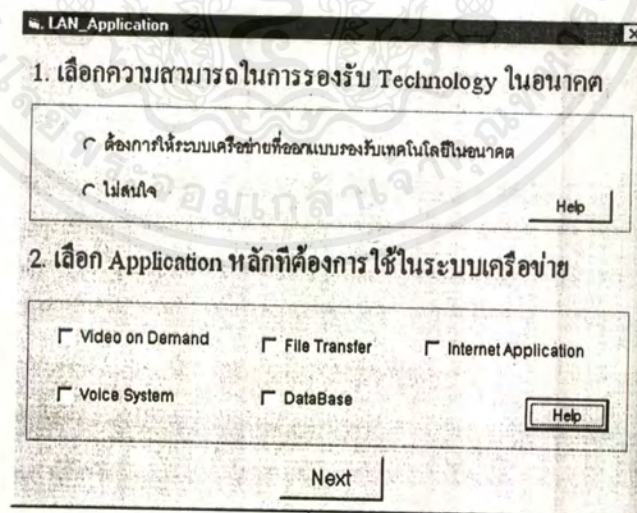 LAN_Application
1. เลือกความสามารถในการรองรับ Technology ในอนาคต
ต้องการให้ระบบเครือข่ายที่ออกแบบรองรับเทคโนโลยีในอนาคต
ไม่สนใจ
Help
2. เลือก Application หลักที่ต้องการใช้ในระบบเครือข่าย
Video on Demand File Transfer Internet Application
Voice System DataBase
Help
Next